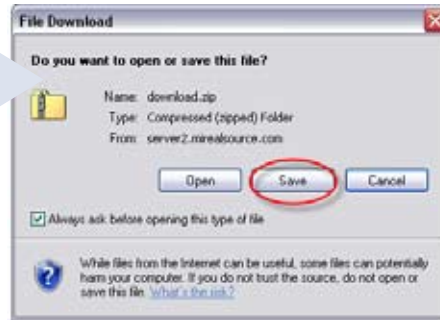 File Download
Do you want to open or save this file?
Name: download.zip
Type: Compressed (zipped) Folder
From: server2.mirealsource.com
Open Save Cancel
Always ask before opening this type of file
While files from the Internet can be useful, some files can potentially
harm your computer. If you do not trust the source, do not open or
save this file. What's the risk?